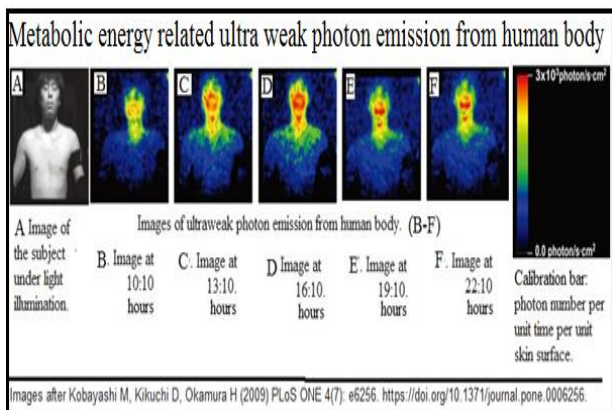 Metabolic energy related ultra weak photon emission from human body
A
B
C
D
E
F
3x10³photon/s·cm²
0.0 photon/s·cm²
Images of ultraweak photon emission from human body. (B-F)
A Image of
the subject
under light
illumination.
B. Image at
10:10
hours
C. Image at
13:10.
hours
D Image at
16:10.
hours
E. Image at
19:10.
hours
F. Image at
22:10
hours
Calibration bar:
photon number per
unit time per unit
skin surface.
Images after Kobayashi M, Kikuchi D, Okamura H (2009) PLoS ONE 4(7): e6256. https://doi.org/10.1371/journal.pone.0006256.